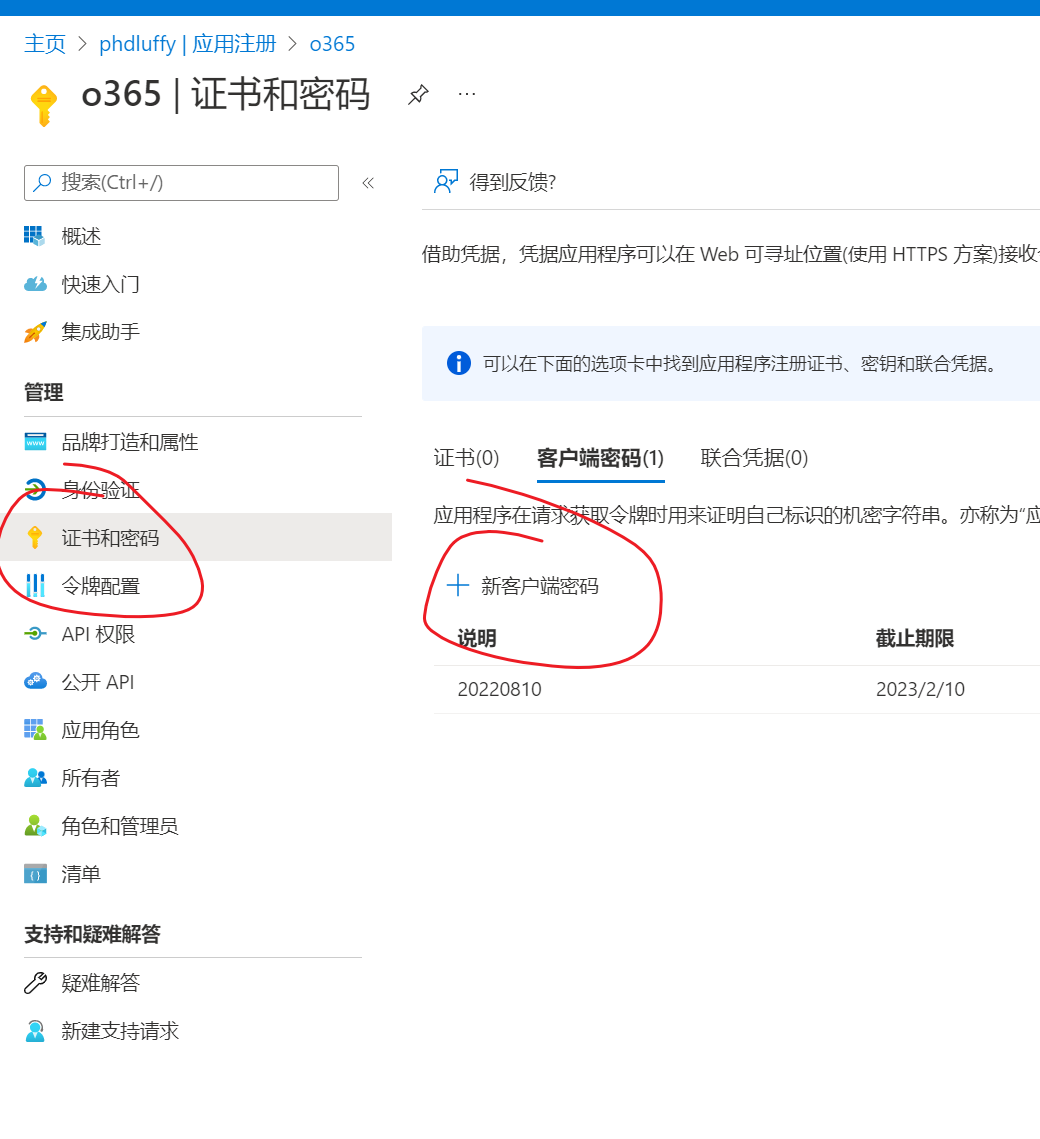 主页 > phdluffy | 应用注册 > o365
o365 | 证书和密码 ...
搜索(Ctrl+/) «
概述
快速入门
集成助手
管理
品牌打造和属性
身份验证
证书和密码
令牌配置
API 权限
公开 API
应用角色
所有者
角色和管理员
清单
支持和疑难解答
疑难解答
新建支持请求
得到反馈?
借助凭据，凭据应用程序可以在 Web 可寻址位置(使用 HTTPS 方案)接收
可以在下面的选项卡中找到应用程序注册证书、密钥和联合凭据。
证书(0) 客户端密码(1) 联合凭据(0)
应用程序在请求获取令牌时用来证明自己标识的机密字符串。亦称为“应
新客户端密码
说明 截止期限
20220810 2023/2/10